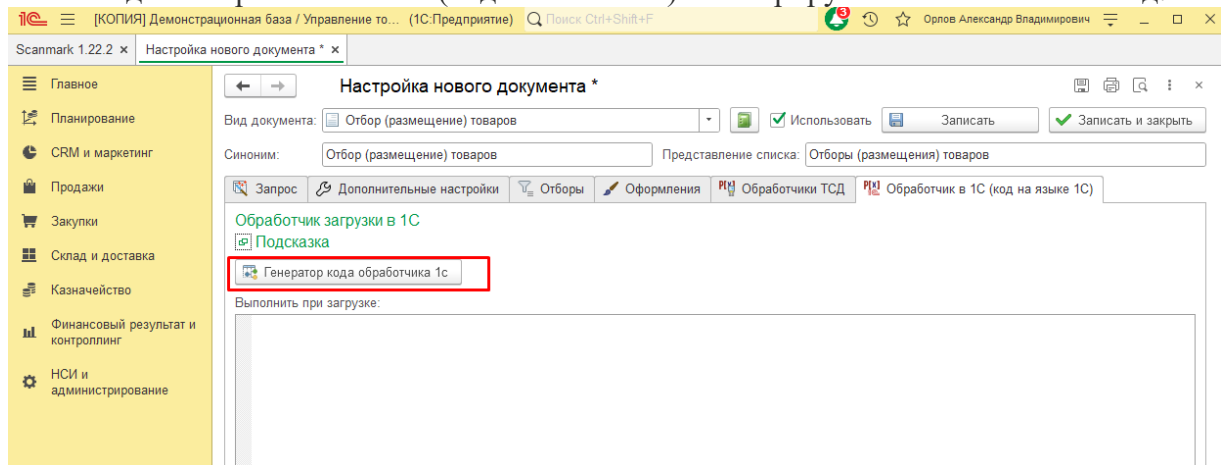 [КОПИЯ] Демонстрационная база / Управление то... (1С:Предприятие) Поиск Ctrl+Shift+F 3 Орлов Александр Владимирович
Scanmark 1.22.2 × Настройка нового документа * ×
Главное
Планирование
CRM и маркетинг
Продажи
Закупки
Склад и доставка
Казначейство
Финансовый результат и
контроллинг
НСИ и
администрирование
Настройка нового документа *
Вид документа: Отбор (размещение) товаров Использовать Записать Записать и закрыть
Синоним: Отбор (размещение) товаров Представление списка: Отборы (размещения) товаров
Запрос Дополнительные настройки Отборы Оформления Обработчики ТСД Обработчик в 1С (код на языке 1С)
Обработчик загрузки в 1С
Подсказка
Генератор кода обработчика 1с
Выполнить при загрузке: